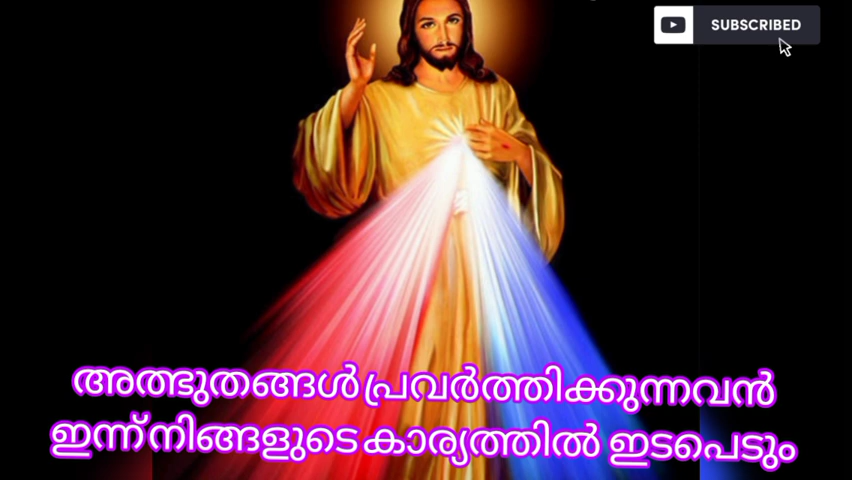 SUBSCRIBED
അത്ഭുതങ്ങൾ പ്രവർത്തിക്കുന്നവൻ
ഇന്ന് നിങ്ങളുടെ കാര്യത്തിൽ ഇടപെടും